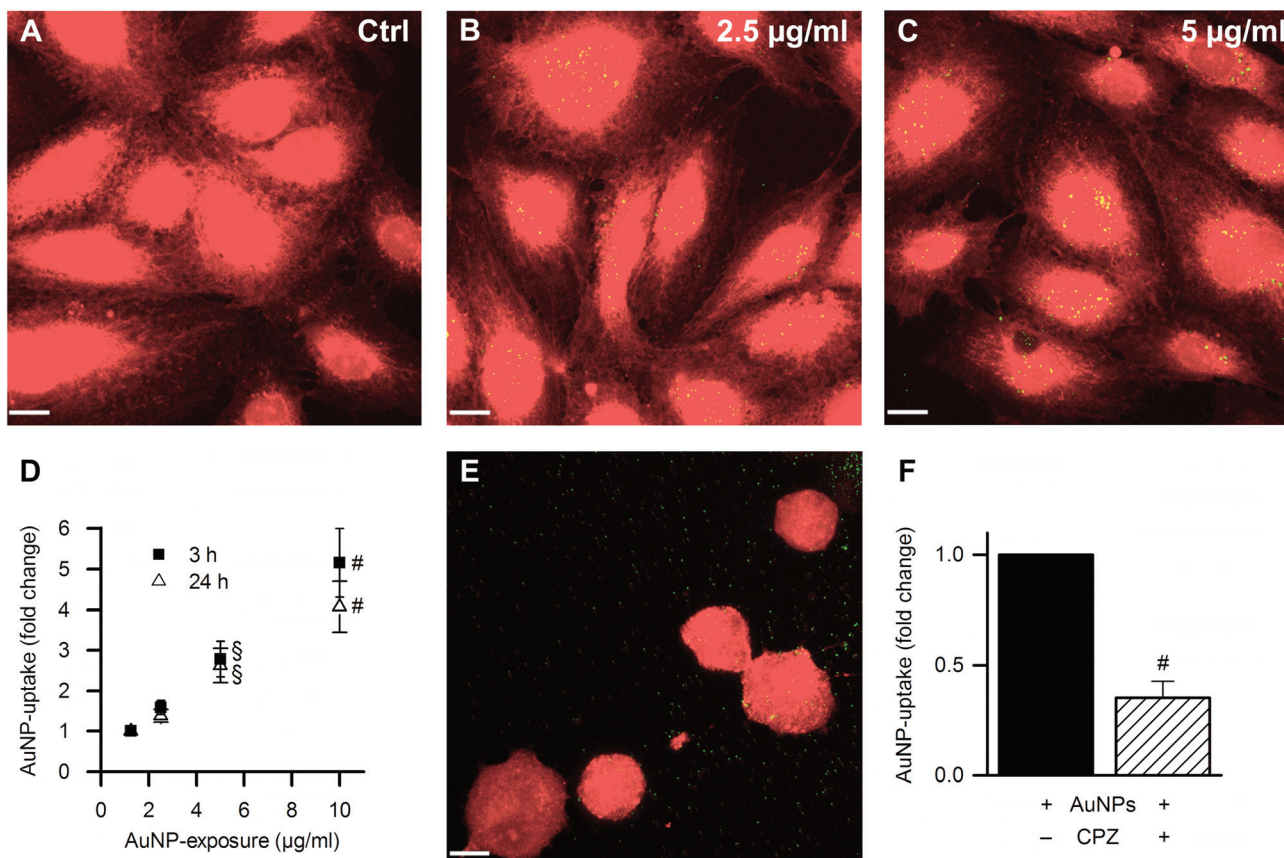 A Ctrl
B 2.5 µg/ml
C 5 µg/ml
D
AuNP-uptake (fold change)
6
5
4
3
2
1
0
3 h
24 h
#
#
§
§
0 2 4 6 8 10
AuNP-exposure (µg/ml)
E
F
AuNP-uptake (fold change)
1.0
0.5
0.0
#
+ AuNPs +
– CPZ +